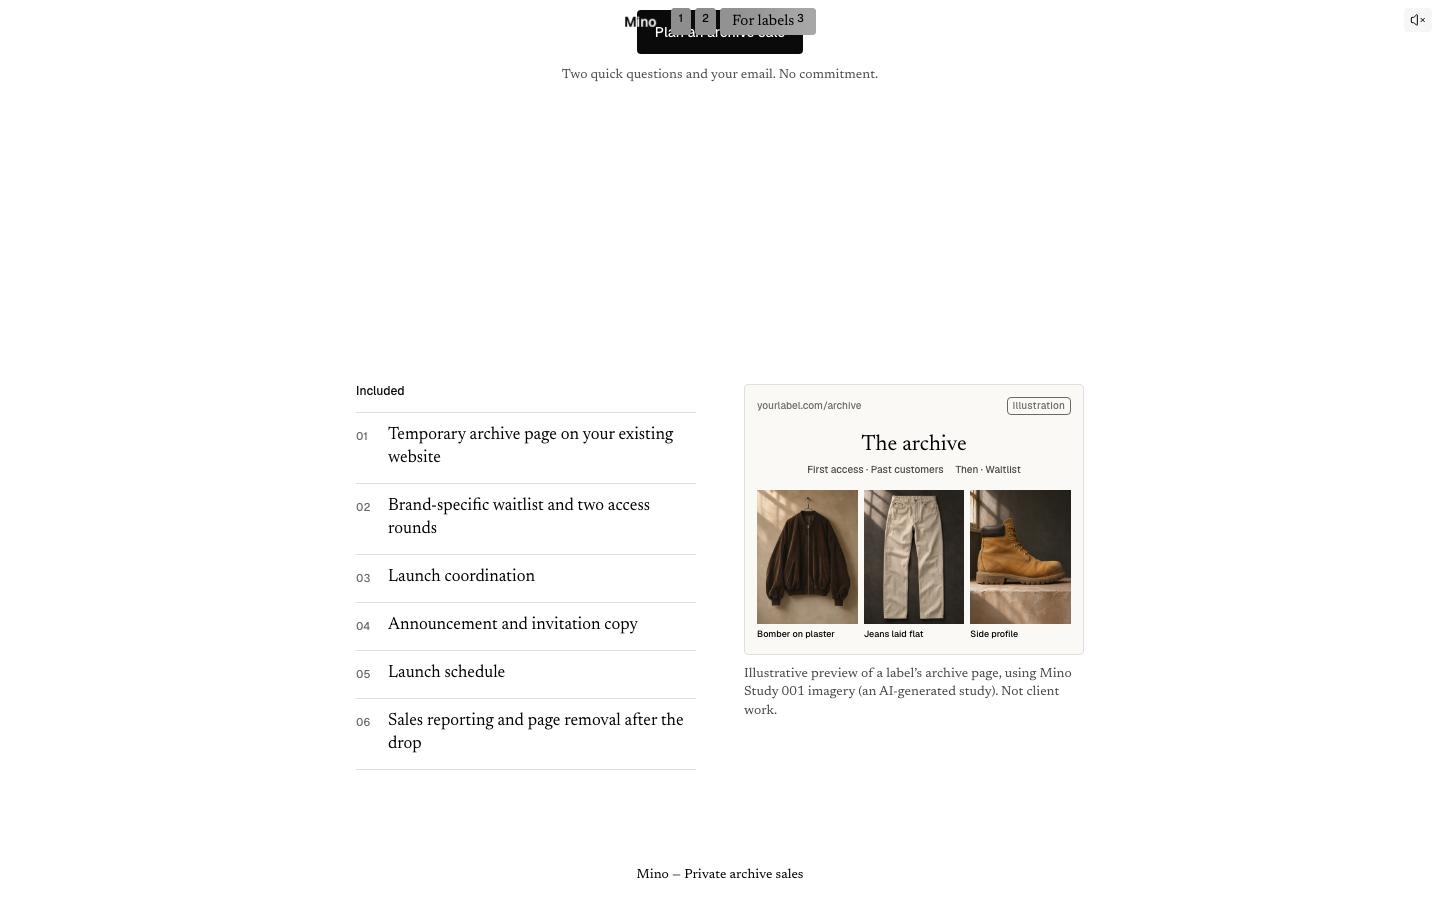 Mino 1 2 For labels 3
Plan an archive sale
Two quick questions and your email. No commitment.
Included
01 Temporary archive page on your existing
website
02 Brand-specific waitlist and two access
rounds
03 Launch coordination
04 Announcement and invitation copy
05 Launch schedule
06 Sales reporting and page removal after the
drop
yourlabel.com/archive Illustration
The archive
First access · Past customers Then · Waitlist
Bomber on plaster Jeans laid flat Side profile
Illustrative preview of a label’s archive page, using Mino
Study 001 imagery (an AI-generated study). Not client
work.
Mino – Private archive sales